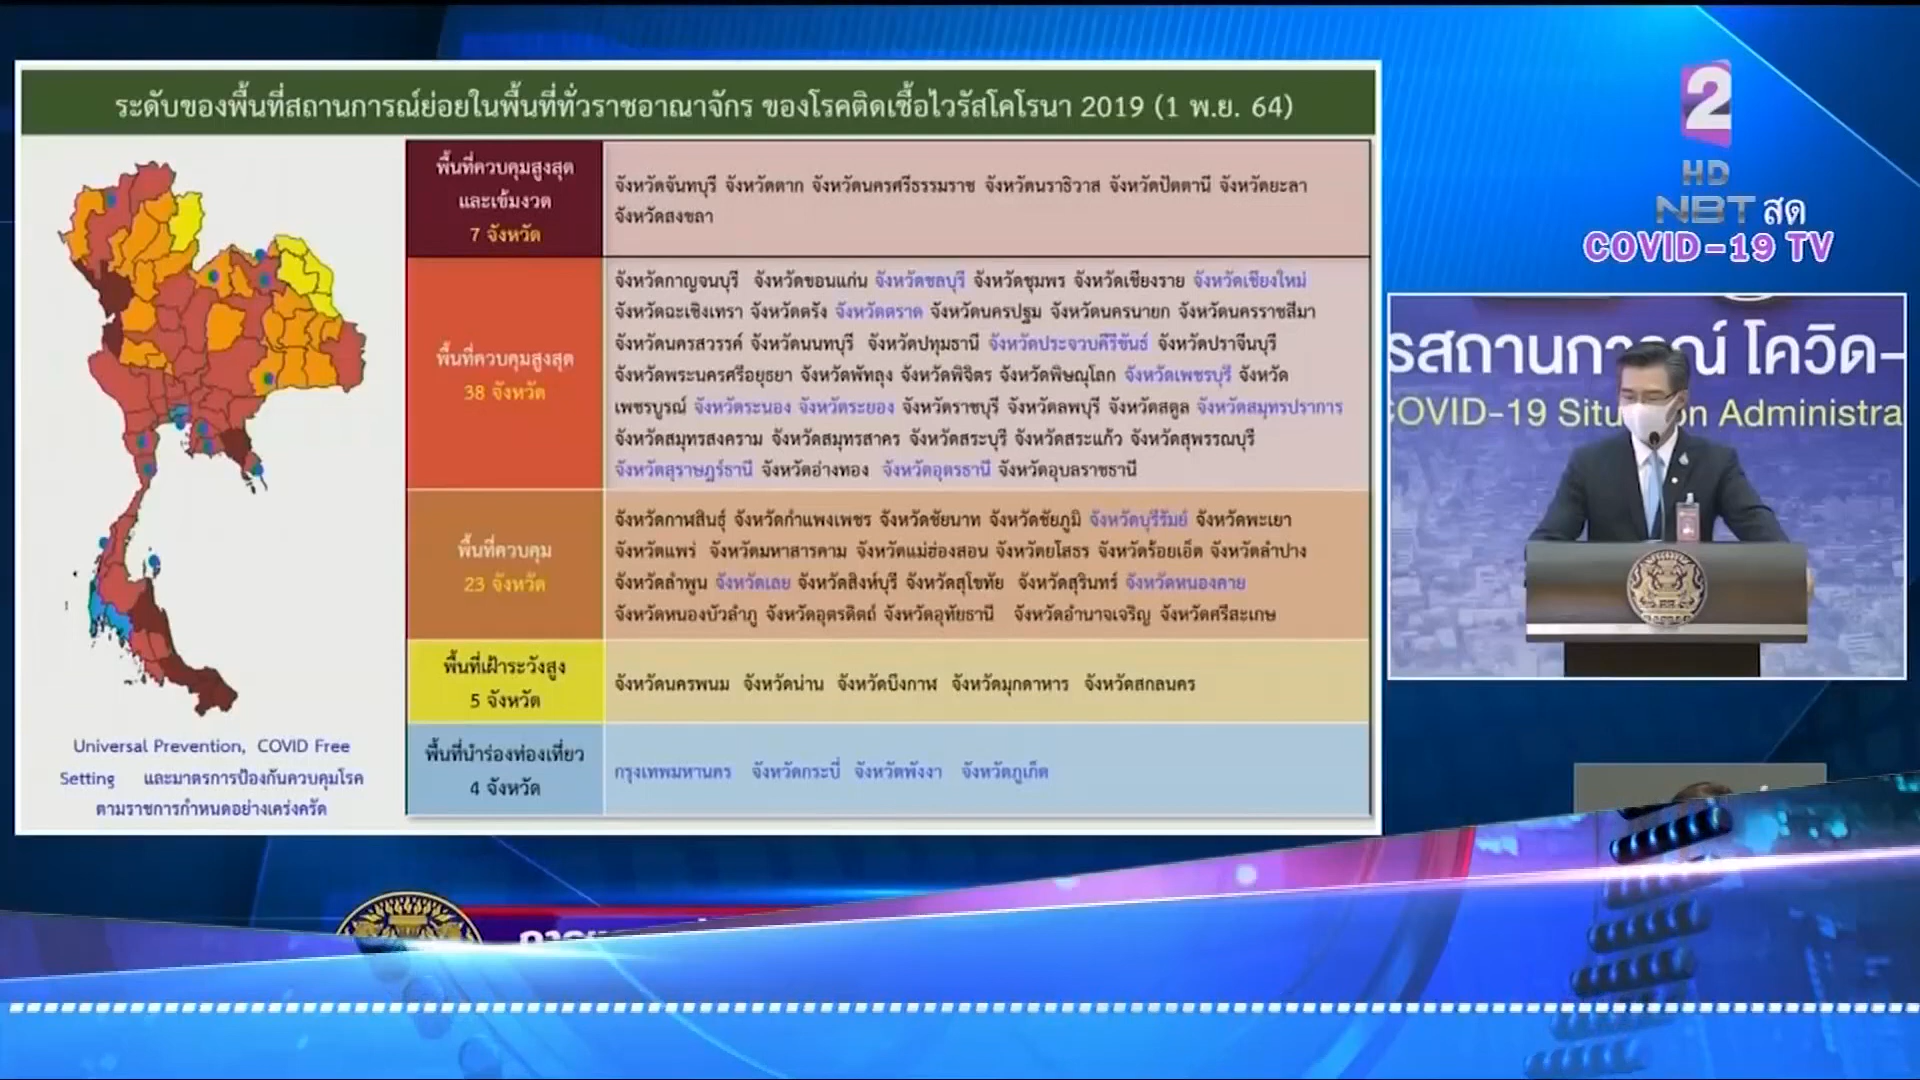 ระดับของพื้นที่สถานการณ์ย่อยในพื้นที่ทั่วราชอาณาจักร ของโรคติดเชื้อไวรัสโคโรนา 2019 (1 พ.ย. 64)
พื้นที่ควบคุมสูงสุด
และเข้มงวด
7 จังหวัด
จังหวัดจันทบุรี จังหวัดตาก จังหวัดนครศรีธรรมราช จังหวัดนราธิวาส จังหวัดปัตตานี จังหวัดยะลา
จังหวัดสงขลา
พื้นที่ควบคุมสูงสุด
38 จังหวัด
จังหวัดกาญจนบุรี จังหวัดขอนแก่น จังหวัดชลบุรี จังหวัดชุมพร จังหวัดเชียงราย จังหวัดเชียงใหม่
จังหวัดฉะเชิงเทรา จังหวัดตรัง จังหวัดตราด จังหวัดนครปฐม จังหวัดนครนายก จังหวัดนครราชสีมา
จังหวัดนครสวรรค์ จังหวัดนนทบุรี จังหวัดปทุมธานี จังหวัดประจวบคีรีขันธ์ จังหวัดปราจีนบุรี
จังหวัดพระนครศรีอยุธยา จังหวัดพัทลุง จังหวัดพิจิตร จังหวัดพิษณุโลก จังหวัดเพชรบุรี จังหวัด
เพชรบูรณ์ จังหวัดระนอง จังหวัดระยอง จังหวัดราชบุรี จังหวัดลพบุรี จังหวัดสตูล จังหวัดสมุทรปราการ
จังหวัดสมุทรสงคราม จังหวัดสมุทรสาคร จังหวัดสระบุรี จังหวัดสระแก้ว จังหวัดสุพรรณบุรี
จังหวัดสุราษฎร์ธานี จังหวัดอ่างทอง จังหวัดอุดรธานี จังหวัดอุบลราชธานี
พื้นที่ควบคุม
23 จังหวัด
จังหวัดกาฬสินธุ์ จังหวัดกำแพงเพชร จังหวัดชัยนาท จังหวัดชัยภูมิ จังหวัดบุรีรัมย์ จังหวัดพะเยา
จังหวัดแพร่ จังหวัดมหาสารคาม จังหวัดแม่ฮ่องสอน จังหวัดยโสธร จังหวัดร้อยเอ็ด จังหวัดลำปาง
จังหวัดลำพูน จังหวัดเลย จังหวัดสิงห์บุรี จังหวัดสุโขทัย จังหวัดสุรินทร์ จังหวัดหนองคาย
จังหวัดหนองบัวลำภู จังหวัดอุตรดิตถ์ จังหวัดอุทัยธานี จังหวัดอำนาจเจริญ จังหวัดศรีสะเกษ
พื้นที่เฝ้าระวังสูง
5 จังหวัด
จังหวัดนครพนม จังหวัดน่าน จังหวัดบึงกาฬ จังหวัดมุกดาหาร จังหวัดสกลนคร
พื้นที่นำร่องท่องเที่ยว
4 จังหวัด
กรุงเทพมหานคร จังหวัดกระบี่ จังหวัดพังงา จังหวัดภูเก็ต
Universal Prevention, COVID Free
Setting และมาตรการป้องกันควบคุมโรค
ตามราชการกำหนดอย่างเคร่งครัด
2
HD
NBT สด
COVID-19 TV
รสถานการณ์ โควิด-
COVID-19 Situ on Administra